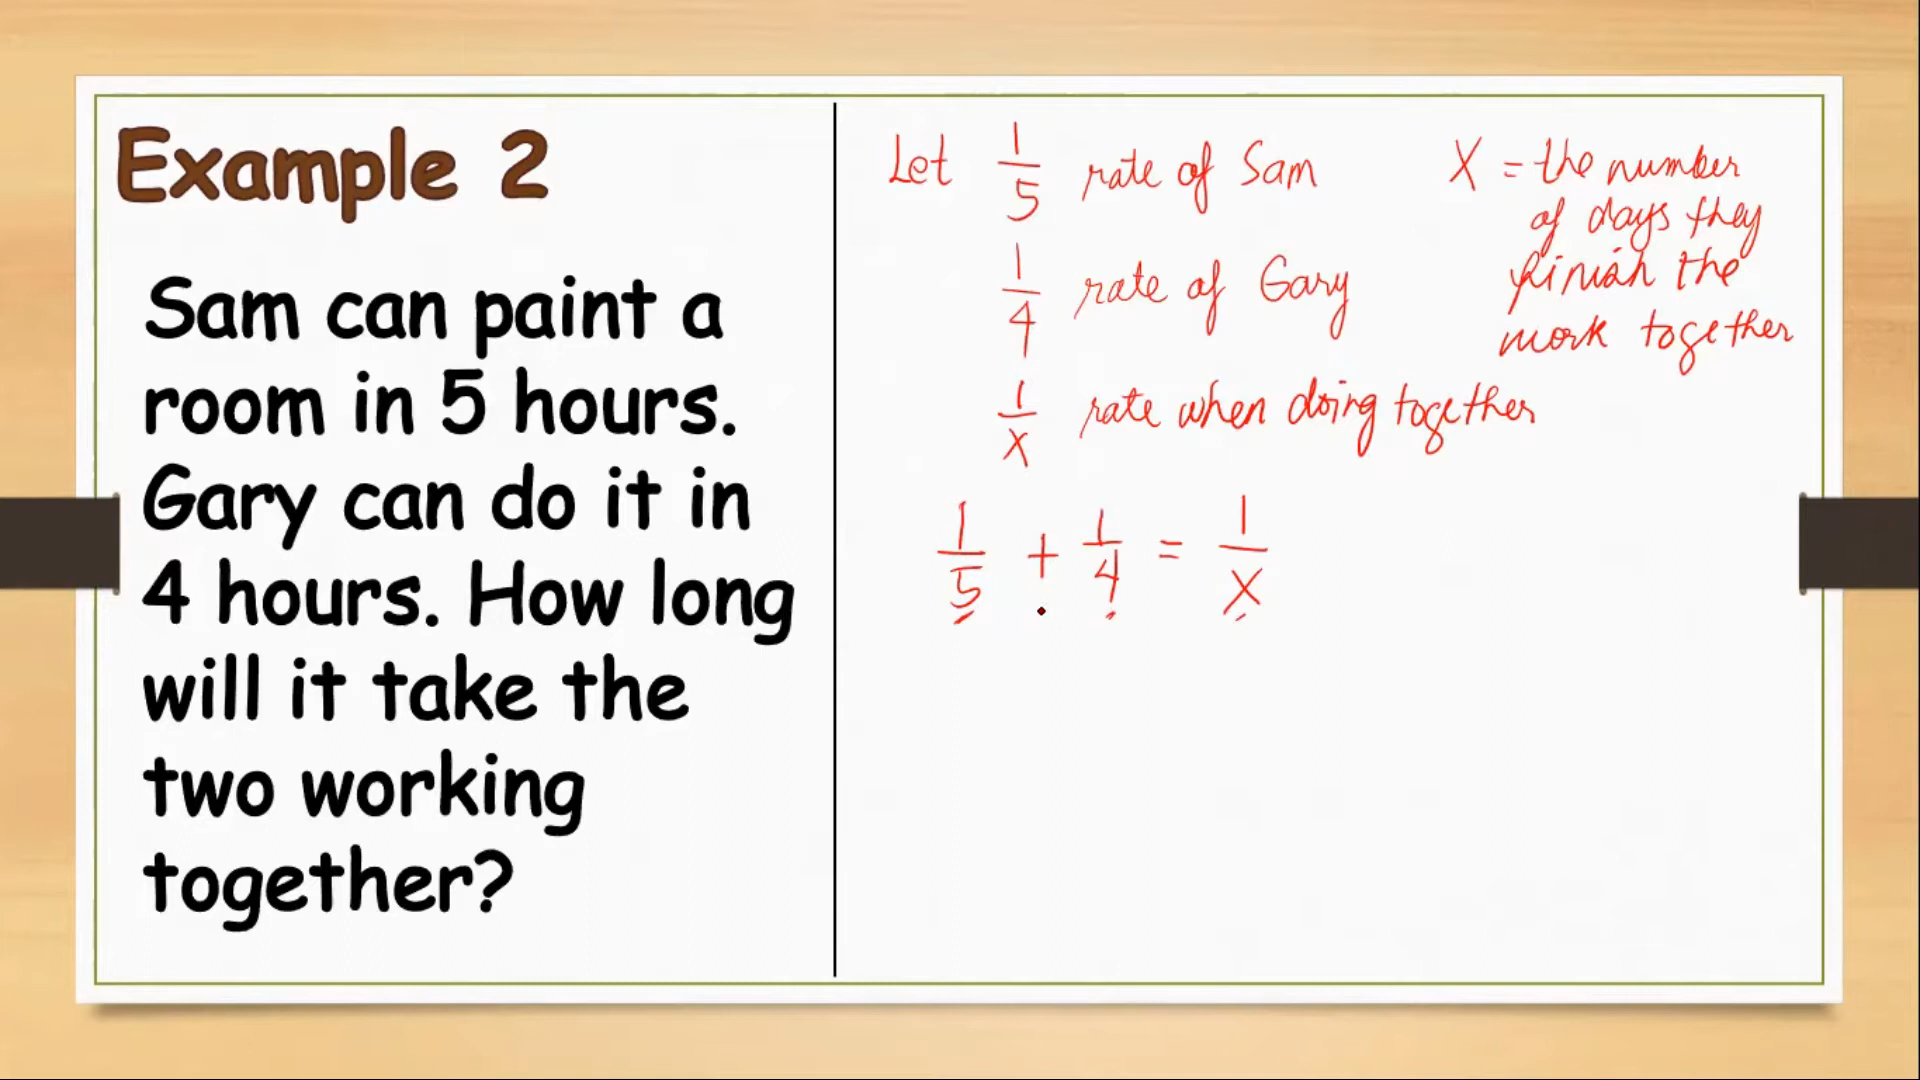 Example 2
Sam can paint a
room in 5 hours.
Gary can do it in
4 hours. How long
will it take the
two working
together?
Let 1/5 rate of Sam
1/4 rate of Gary
1/x rate when doing together
X = the number
of days they
finish the
work together
1/5 + 1/4 = 1/x